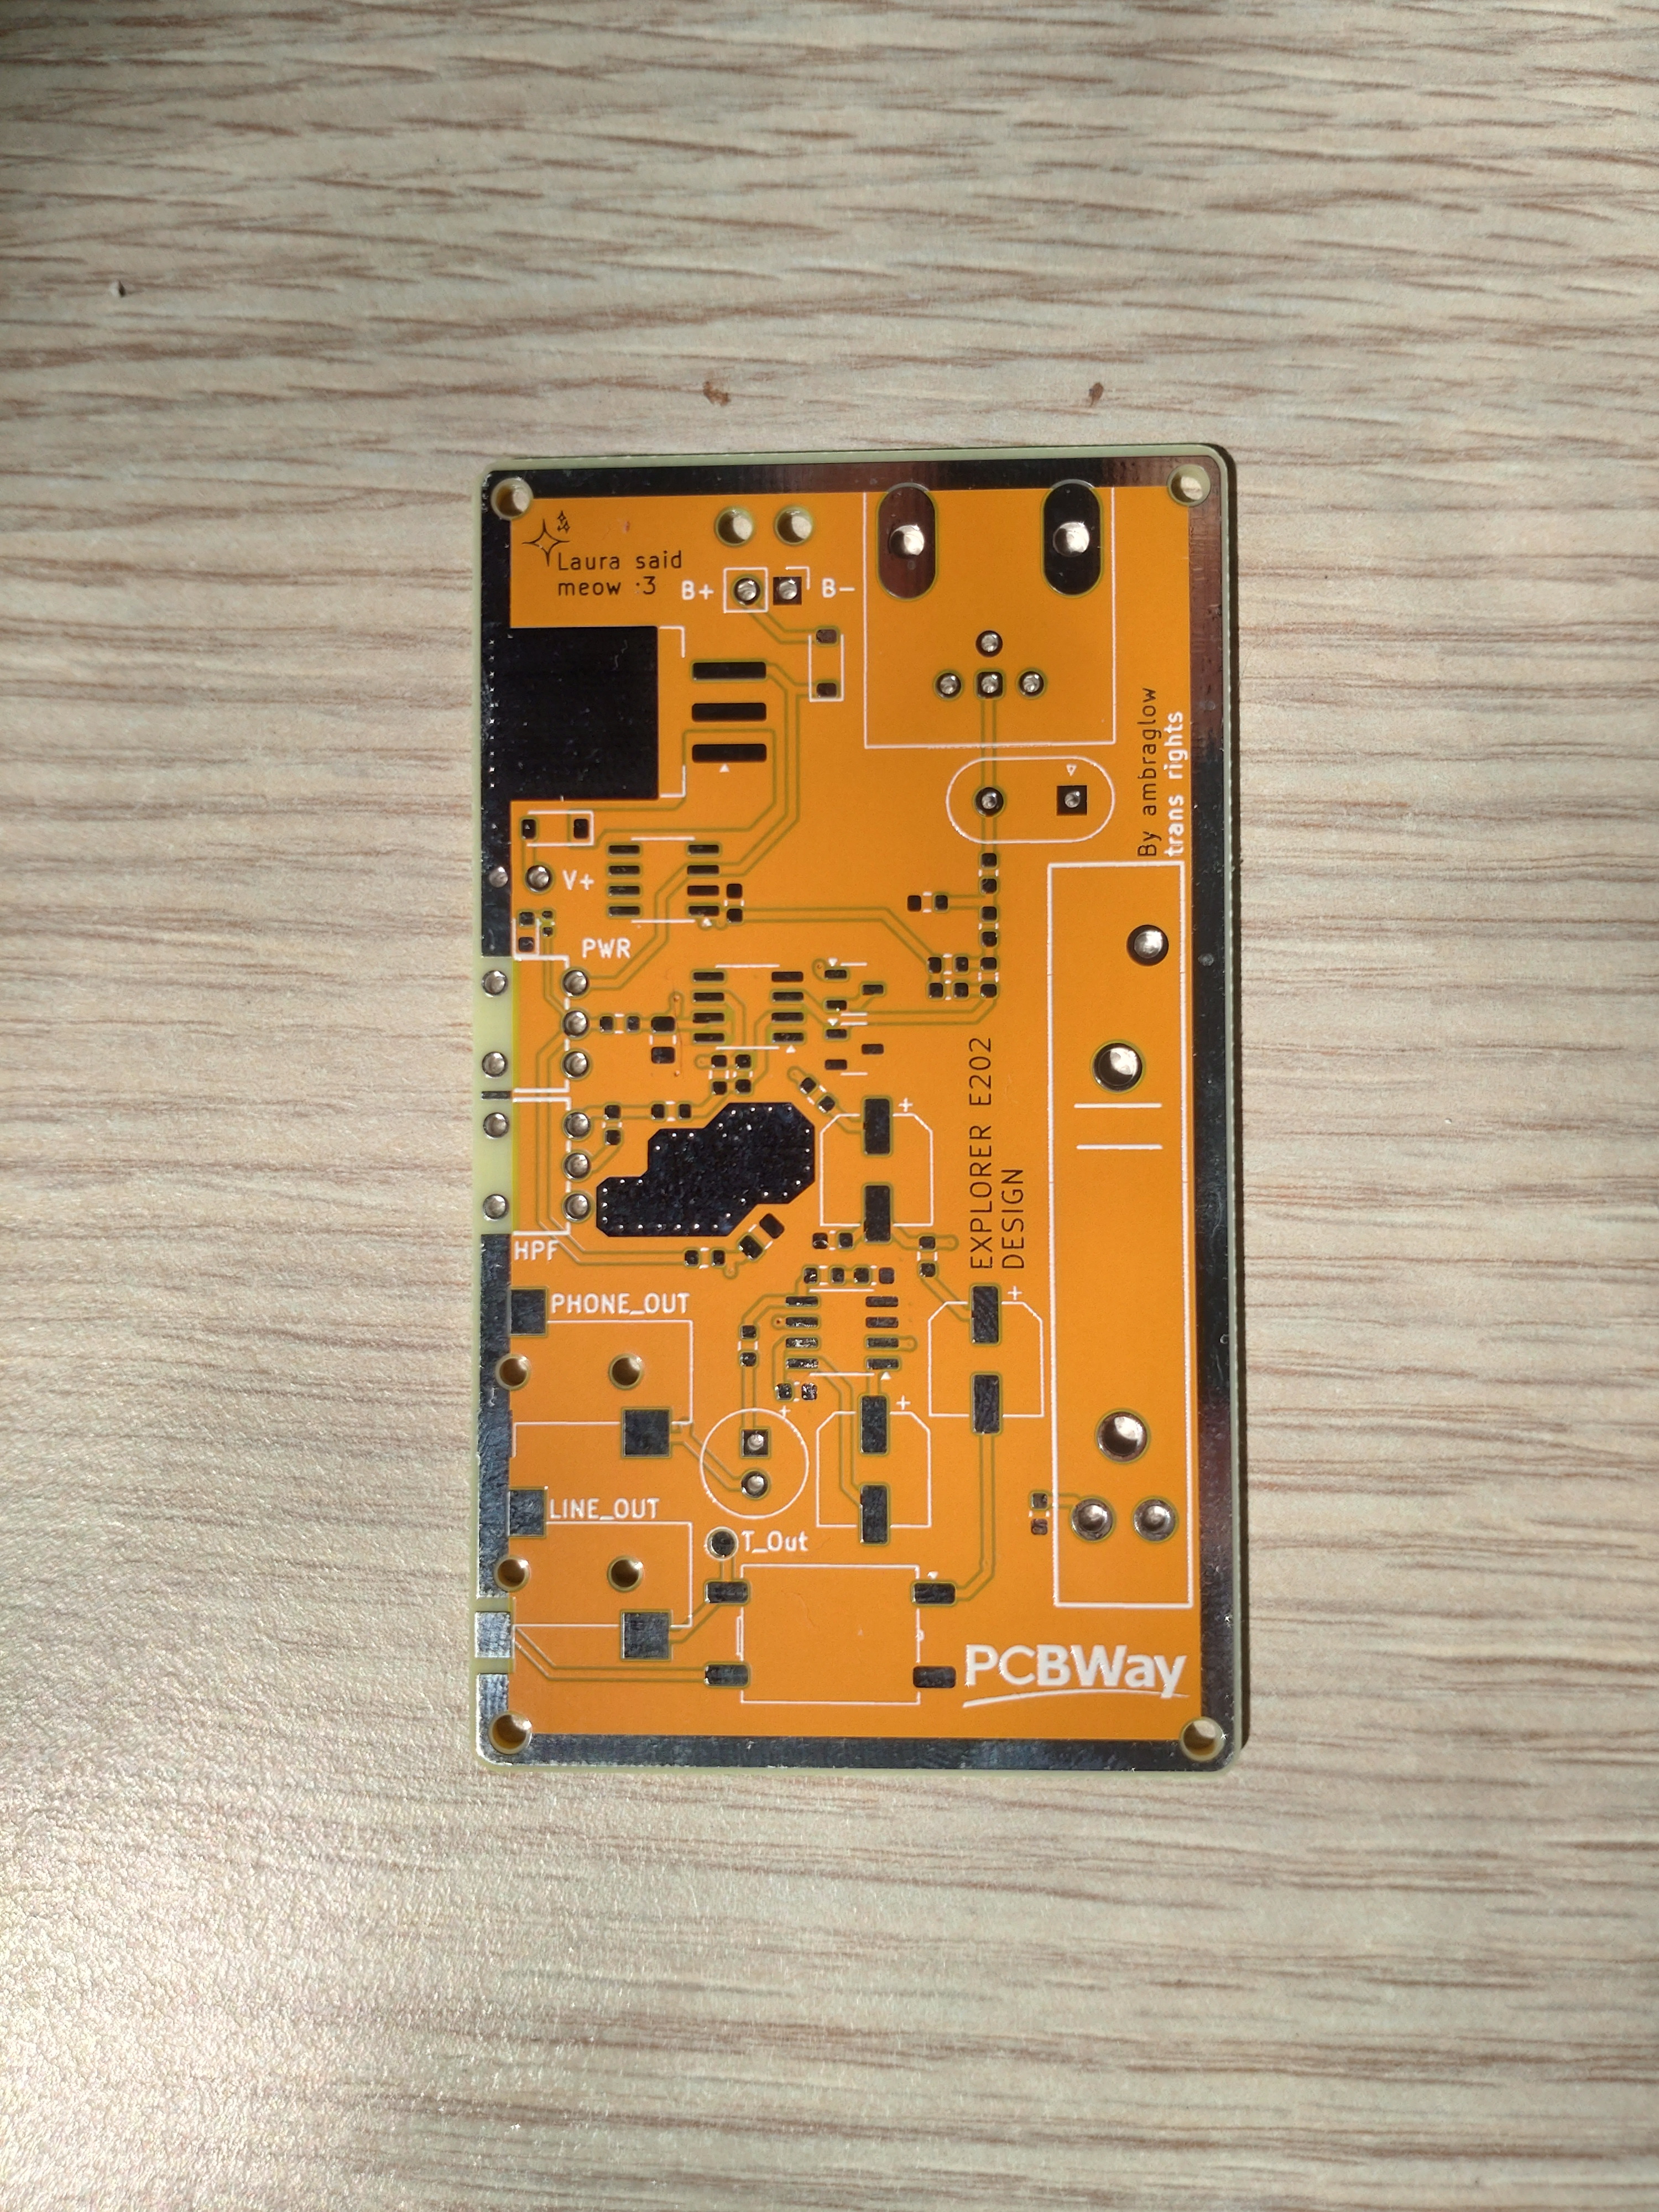 Laura said
meow :3
B+
B-
By ambraglow
trans rights
V+
PWR
EXPLORER E202
DESIGN
HPF
PHONE_OUT
+
+
+
+
LINE_OUT
T_Out
PCBWay